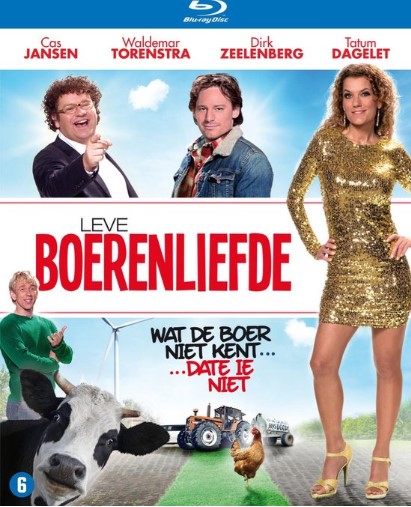 Blu-ray Disc
Cas Waldemar Dirk Tatum
JANSEN TORENSTRA ZEELENBERG DAGELET
LEVE
BOERENLIEFDE
WAT DE BOER
NIET KENT...
...DATE IE
NIET
6